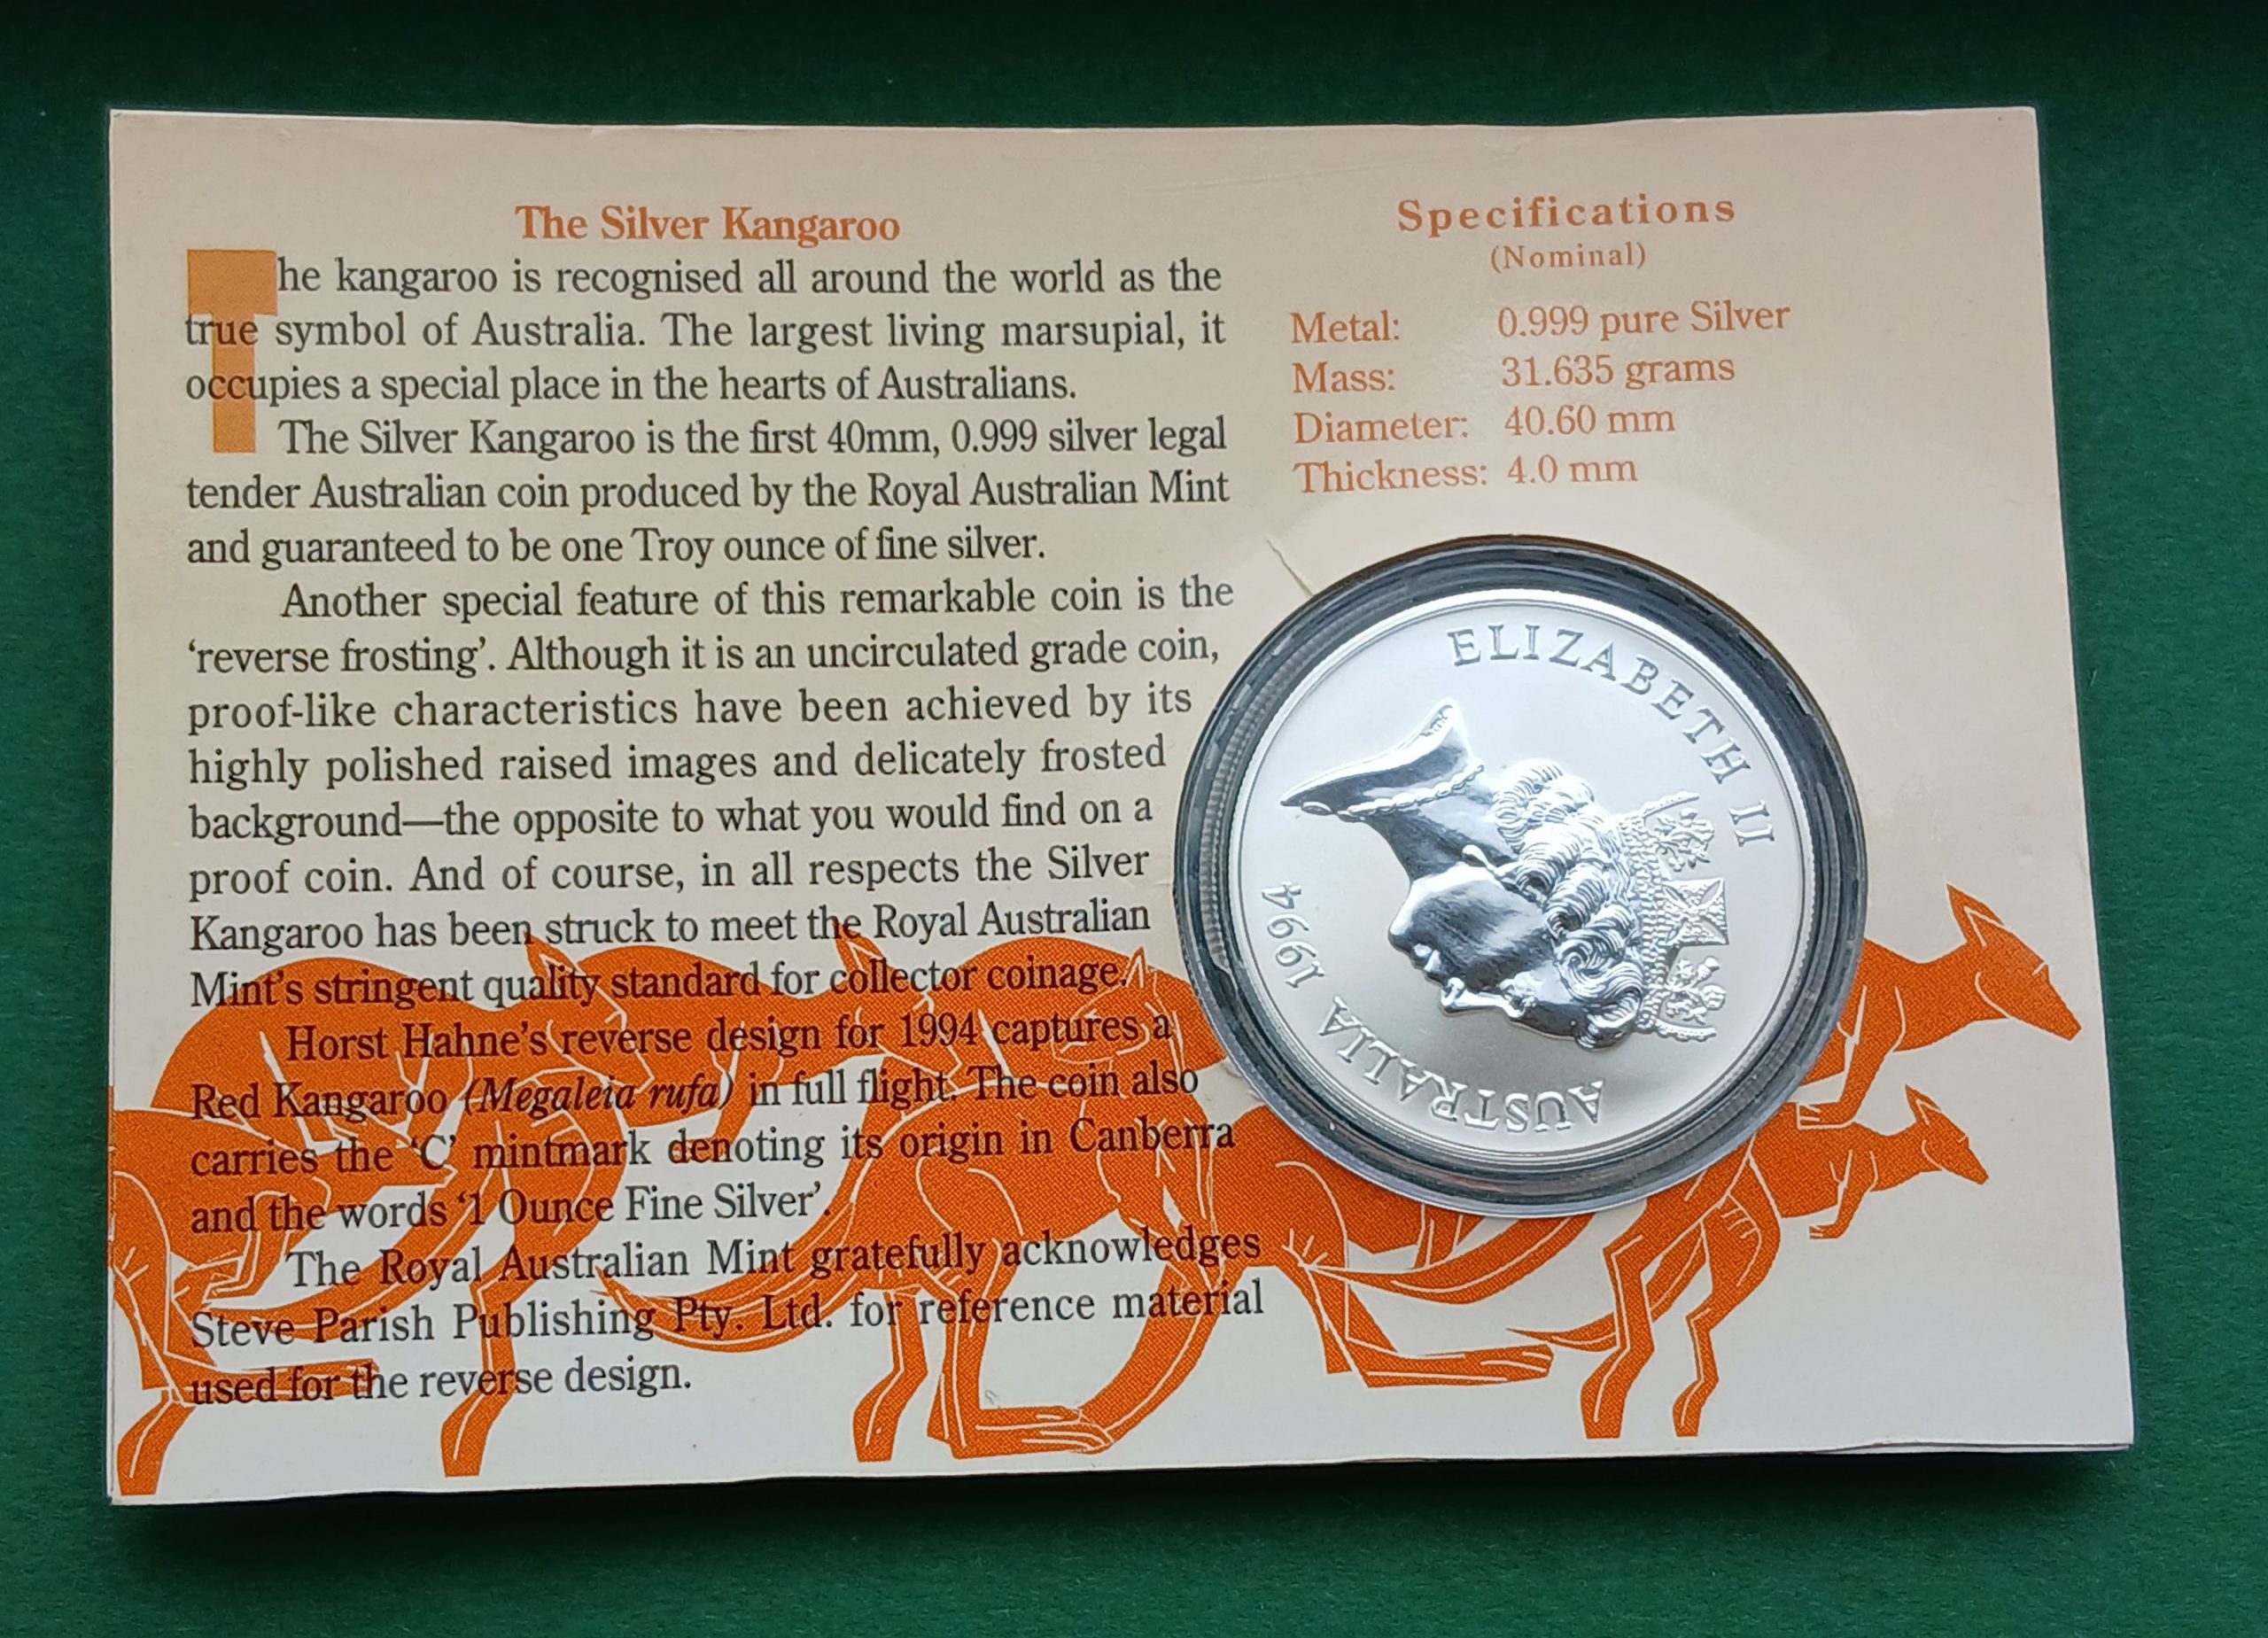 The Silver Kangaroo
The kangaroo is recognised all around the world as the
true symbol of Australia. The largest living marsupial, it
occupies a special place in the hearts of Australians.
The Silver Kangaroo is the first 40mm, 0.999 silver legal
tender Australian coin produced by the Royal Australian Mint
and guaranteed to be one Troy ounce of fine silver.
Another special feature of this remarkable coin is the
‘reverse frosting’. Although it is an uncirculated grade coin,
proof-like characteristics have been achieved by its
highly polished raised images and delicately frosted
background—the opposite to what you would find on a
proof coin. And of course, in all respects the Silver
Kangaroo has been struck to meet the Royal Australian
Mint's stringent quality standard for collector coinage.
Horst Hahne's reverse design for 1994 captures a
Red Kangaroo (Megaleia rufa) in full flight. The coin also
carries the ‘C’ mintmark denoting its origin in Canberra
and the words ‘1 Ounce Fine Silver’.
The Royal Australian Mint gratefully acknowledges
Steve Parish Publishing Pty. Ltd. for reference material
used for the reverse design.
Specifications
(Nominal)
Metal: 0.999 pure Silver
Mass: 31.635 grams
Diameter: 40.60 mm
Thickness: 4.0 mm
ELIZABETH II
AUSTRALIA 1994